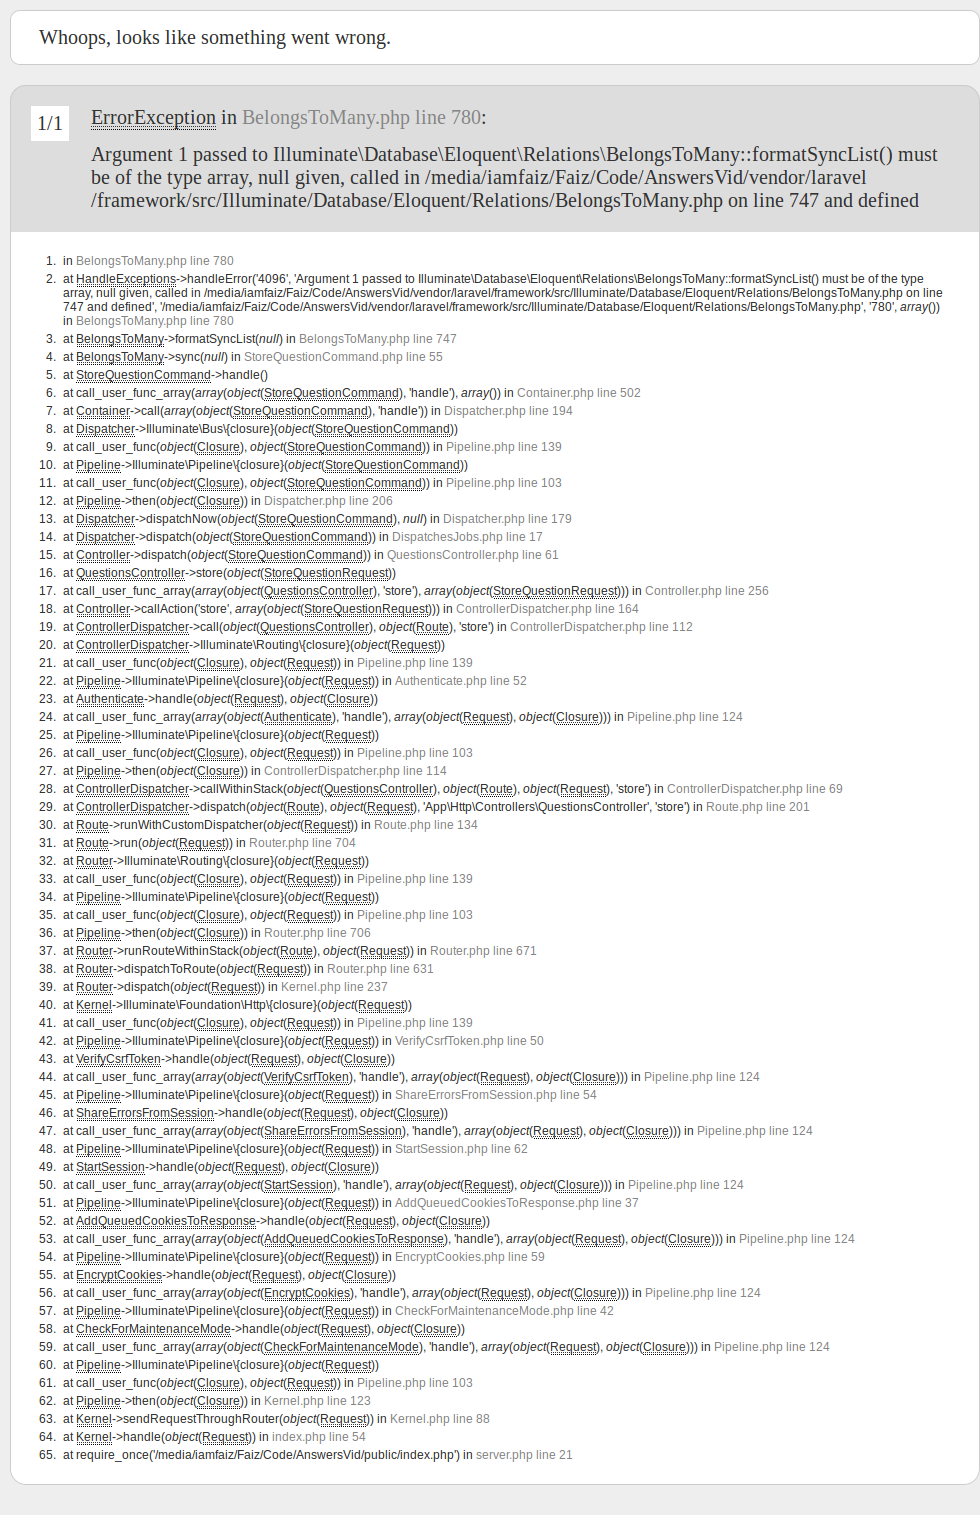 Whoops, looks like something went wrong.
1/1
ErrorException in BelongsToMany.php line 780:
Argument 1 passed to Illuminate\Database\Eloquent\Relations\BelongsToMany::formatSyncList() must
be of the type array, null given, called in /media/iamfaiz/Faiz/Code/AnswersVid/vendor/laravel
/framework/src/Illuminate/Database/Eloquent/Relations/BelongsToMany.php on line 747 and defined
1. in BelongsToMany.php line 780
2. at HandleExceptions->handleError('4096', 'Argument 1 passed to Illuminate\Database\Eloquent\Relations\BelongsToMany::formatSyncList() must be of the type
array, null given, called in /media/iamfaiz/Faiz/Code/AnswersVid/vendor/laravel/framework/src/Illuminate/Database/Eloquent/Relations/BelongsToMany.php on line
747 and defined', '/media/iamfaiz/Faiz/Code/AnswersVid/vendor/laravel/framework/src/Illuminate/Database/Eloquent/Relations/BelongsToMany.php', '780', array())
in BelongsToMany.php line 780
3. at BelongsToMany->formatSyncList(null) in BelongsToMany.php line 747
4. at BelongsToMany->sync(null) in StoreQuestionCommand.php line 55
5. at StoreQuestionCommand->handle()
6. at call_user_func_array(array(object(StoreQuestionCommand), 'handle'), array()) in Container.php line 502
7. at Container->call(array(object(StoreQuestionCommand), 'handle')) in Dispatcher.php line 194
8. at Dispatcher->Illuminate\Bus\{closure}(object(StoreQuestionCommand))
9. at call_user_func(object(Closure), object(StoreQuestionCommand)) in Pipeline.php line 139
10. at Pipeline->Illuminate\Pipeline\{closure}(object(StoreQuestionCommand))
11. at call_user_func(object(Closure), object(StoreQuestionCommand)) in Pipeline.php line 103
12. at Pipeline->then(object(Closure)) in Dispatcher.php line 206
13. at Dispatcher->dispatchNow(object(StoreQuestionCommand), null) in Dispatcher.php line 179
14. at Dispatcher->dispatch(object(StoreQuestionCommand)) in DispatchesJobs.php line 17
15. at Controller->dispatch(object(StoreQuestionCommand)) in QuestionsController.php line 61
16. at QuestionsController->store(object(StoreQuestionRequest))
17. at call_user_func_array(array(object(QuestionsController), 'store'), array(object(StoreQuestionRequest))) in Controller.php line 256
18. at Controller->callAction('store', array(object(StoreQuestionRequest))) in ControllerDispatcher.php line 164
19. at ControllerDispatcher->call(object(QuestionsController), object(Route), 'store') in ControllerDispatcher.php line 112
20. at ControllerDispatcher->Illuminate\Routing\{closure}(object(Request))
21. at call_user_func(object(Closure), object(Request)) in Pipeline.php line 139
22. at Pipeline->Illuminate\Pipeline\{closure}(object(Request)) in Authenticate.php line 52
23. at Authenticate->handle(object(Request), object(Closure))
24. at call_user_func_array(array(object(Authenticate), 'handle'), array(object(Request), object(Closure))) in Pipeline.php line 124
25. at Pipeline->Illuminate\Pipeline\{closure}(object(Request))
26. at call_user_func(object(Closure), object(Request)) in Pipeline.php line 103
27. at Pipeline->then(object(Closure)) in ControllerDispatcher.php line 114
28. at ControllerDispatcher->callWithinStack(object(QuestionsController), object(Route), object(Request), 'store') in ControllerDispatcher.php line 69
29. at ControllerDispatcher->dispatch(object(Route), object(Request), 'App\Http\Controllers\QuestionsController', 'store') in Route.php line 201
30. at Route->runWithCustomDispatcher(object(Request)) in Route.php line 134
31. at Route->run(object(Request)) in Router.php line 704
32. at Router->Illuminate\Routing\{closure}(object(Request))
33. at call_user_func(object(Closure), object(Request)) in Pipeline.php line 139
34. at Pipeline->Illuminate\Pipeline\{closure}(object(Request))
35. at call_user_func(object(Closure), object(Request)) in Pipeline.php line 103
36. at Pipeline->then(object(Closure)) in Router.php line 706
37. at Router->runRouteWithinStack(object(Route), object(Request)) in Router.php line 671
38. at Router->dispatchToRoute(object(Request)) in Router.php line 631
39. at Router->dispatch(object(Request)) in Kernel.php line 237
40. at Kernel->Illuminate\Foundation\Http\{closure}(object(Request))
41. at call_user_func(object(Closure), object(Request)) in Pipeline.php line 139
42. at Pipeline->Illuminate\Pipeline\{closure}(object(Request)) in VerifyCsrfToken.php line 50
43. at VerifyCsrfToken->handle(object(Request), object(Closure))
44. at call_user_func_array(array(object(VerifyCsrfToken), 'handle'), array(object(Request), object(Closure))) in Pipeline.php line 124
45. at Pipeline->Illuminate\Pipeline\{closure}(object(Request)) in ShareErrorsFromSession.php line 54
46. at ShareErrorsFromSession->handle(object(Request), object(Closure))
47. at call_user_func_array(array(object(ShareErrorsFromSession), 'handle'), array(object(Request), object(Closure))) in Pipeline.php line 124
48. at Pipeline->Illuminate\Pipeline\{closure}(object(Request)) in StartSession.php line 62
49. at StartSession->handle(object(Request), object(Closure))
50. at call_user_func_array(array(object(StartSession), 'handle'), array(object(Request), object(Closure))) in Pipeline.php line 124
51. at Pipeline->Illuminate\Pipeline\{closure}(object(Request)) in AddQueuedCookiesToResponse.php line 37
52. at AddQueuedCookiesToResponse->handle(object(Request), object(Closure))
53. at call_user_func_array(array(object(AddQueuedCookiesToResponse), 'handle'), array(object(Request), object(Closure))) in Pipeline.php line 124
54. at Pipeline->Illuminate\Pipeline\{closure}(object(Request)) in EncryptCookies.php line 59
55. at EncryptCookies->handle(object(Request), object(Closure))
56. at call_user_func_array(array(object(EncryptCookies), 'handle'), array(object(Request), object(Closure))) in Pipeline.php line 124
57. at Pipeline->Illuminate\Pipeline\{closure}(object(Request)) in CheckForMaintenanceMode.php line 42
58. at CheckForMaintenanceMode->handle(object(Request), object(Closure))
59. at call_user_func_array(array(object(CheckForMaintenanceMode), 'handle'), array(object(Request), object(Closure))) in Pipeline.php line 124
60. at Pipeline->Illuminate\Pipeline\{closure}(object(Request))
61. at call_user_func(object(Closure), object(Request)) in Pipeline.php line 103
62. at Pipeline->then(object(Closure)) in Kernel.php line 123
63. at Kernel->sendRequestThroughRouter(object(Request)) in Kernel.php line 88
64. at Kernel->handle(object(Request)) in index.php line 54
65. at require_once('/media/iamfaiz/Faiz/Code/AnswersVid/public/index.php') in server.php line 21